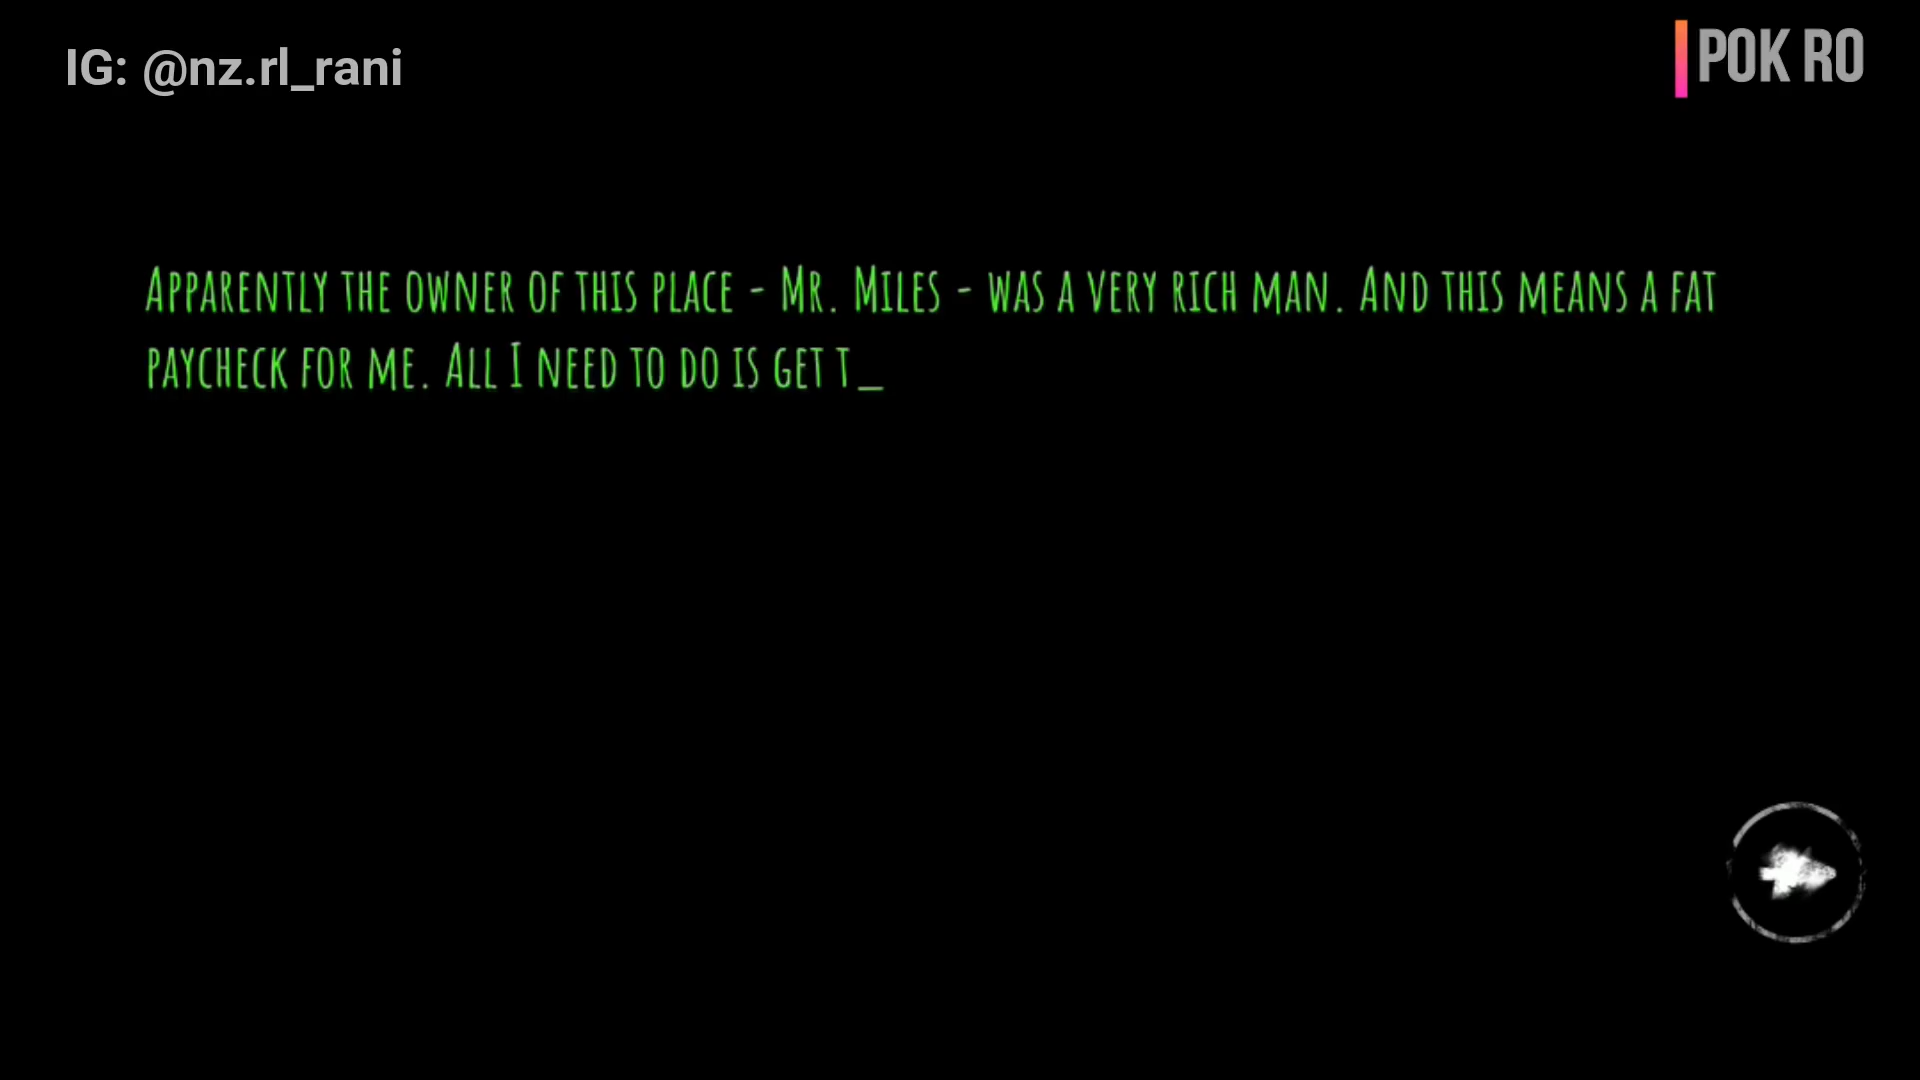 IG: @nz.rl_rani
POK RO
Apparently the owner of this place - Mr. Miles - was a very rich man. And this means a fat
paycheck for me. All I need to do is get t_